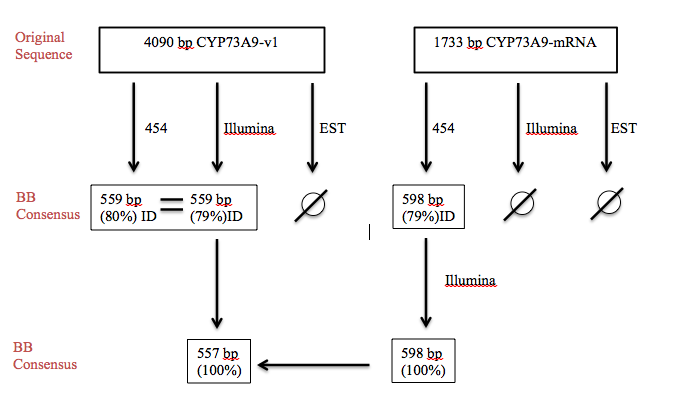 Original
Sequence
4090 bp CYP73A9-v1
1733 bp CYP73A9-mRNA
454
Illumina
EST
454
Illumina
EST
BB
Consensus
559 bp
(80%) ID
559 bp
(79%)ID
598 bp
(79%)ID
Illumina
BB
Consensus
557 bp
(100%)
598 bp
(100%)